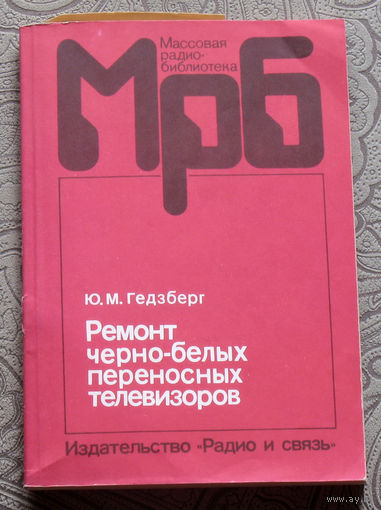 Массовая
радио-
библиотека
Мрб
Ю.М. Гедзберг
Ремонт
черно-белых
переносных
телевизоров
Издательство «Радио и связь»